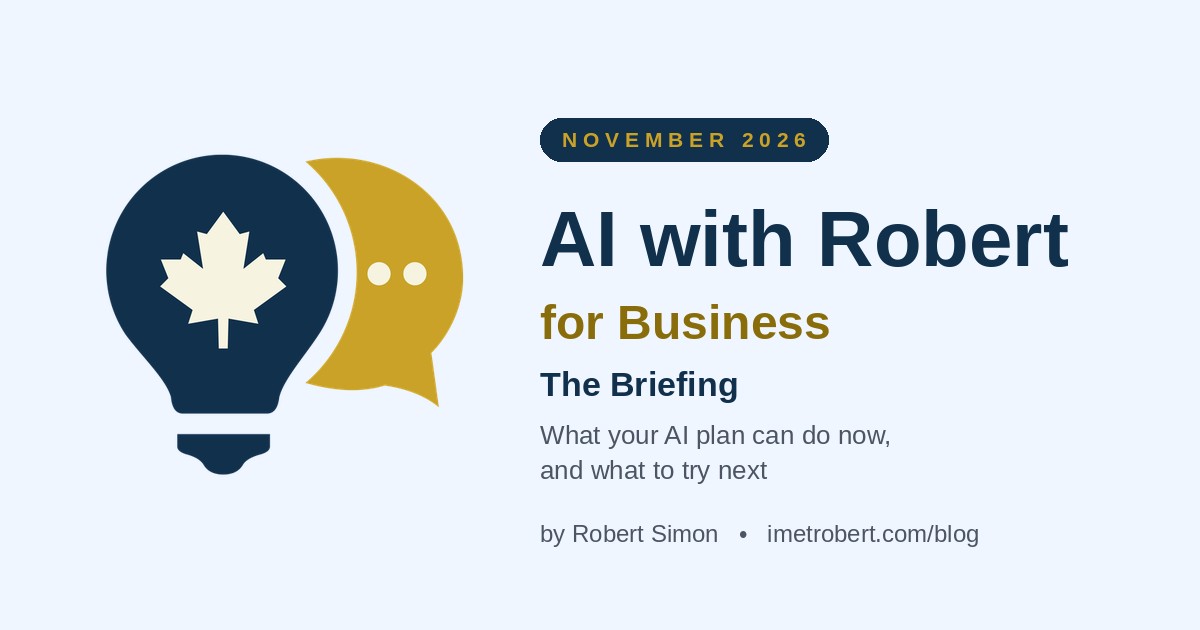 NOVEMBER 2026
AI with Robert
for Business
The Briefing
What your AI plan can do now,
and what to try next
by Robert Simon • imetrobert.com/blog